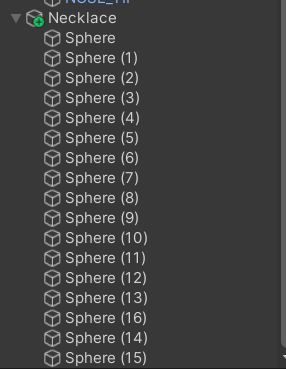 NOSE_TIP
Necklace
Sphere
Sphere (1)
Sphere (2)
Sphere (3)
Sphere (4)
Sphere (5)
Sphere (6)
Sphere (7)
Sphere (8)
Sphere (9)
Sphere (10)
Sphere (11)
Sphere (12)
Sphere (13)
Sphere (16)
Sphere (14)
Sphere (15)